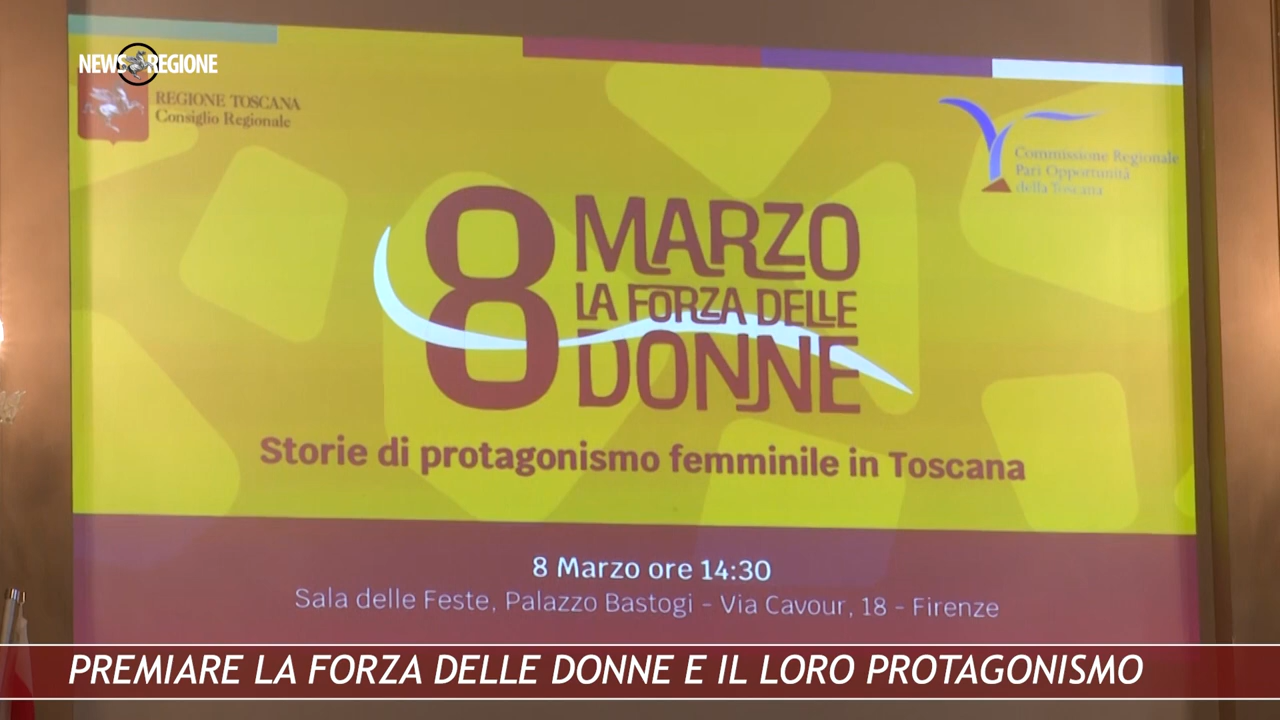 NEWS REGIONE
REGIONE TOSCANA
Consiglio Regionale
Commissione Regionale
Pari Opportunità
della Toscana
8 MARZO
LA FORZA DELLE
DONNE
Storie di protagonismo femminile in Toscana
8 Marzo ore 14:30
Sala delle Feste, Palazzo Bastogi - Via Cavour, 18 - Firenze
PREMIARE LA FORZA DELLE DONNE E IL LORO PROTAGONISMO